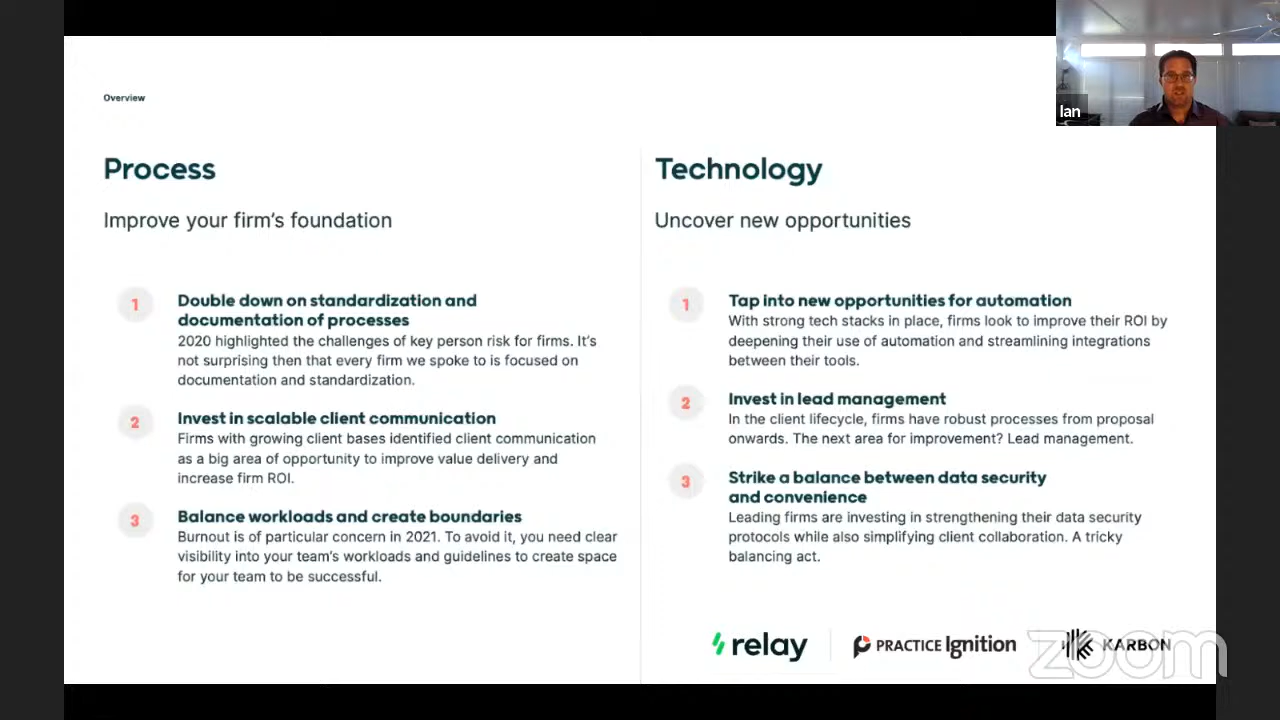 Ian
Overview
Process
Improve your firm's foundation
1
Double down on standardization and
documentation of processes
2020 highlighted the challenges of key person risk for firms. It's
not surprising then that every firm we spoke to is focused on
documentation and standardization.
2
Invest in scalable client communication
Firms with growing client bases identified client communication
as a big area of opportunity to improve value delivery and
increase firm ROI.
3
Balance workloads and create boundaries
Burnout is of particular concern in 2021. To avoid it, you need clear
visibility into your team's workloads and guidelines to create space
for your team to be successful.
Technology
Uncover new opportunities
1
Tap into new opportunities for automation
With strong tech stacks in place, firms look to improve their ROI by
deepening their use of automation and streamlining integrations
between their tools.
2
Invest in lead management
In the client lifecycle, firms have robust processes from proposal
onwards. The next area for improvement? Lead management.
3
Strike a balance between data security
and convenience
Leading firms are investing in strengthening their data security
protocols while also simplifying client collaboration. A tricky
balancing act.
relay
PRACTICE Ignition
KARBON
zoom